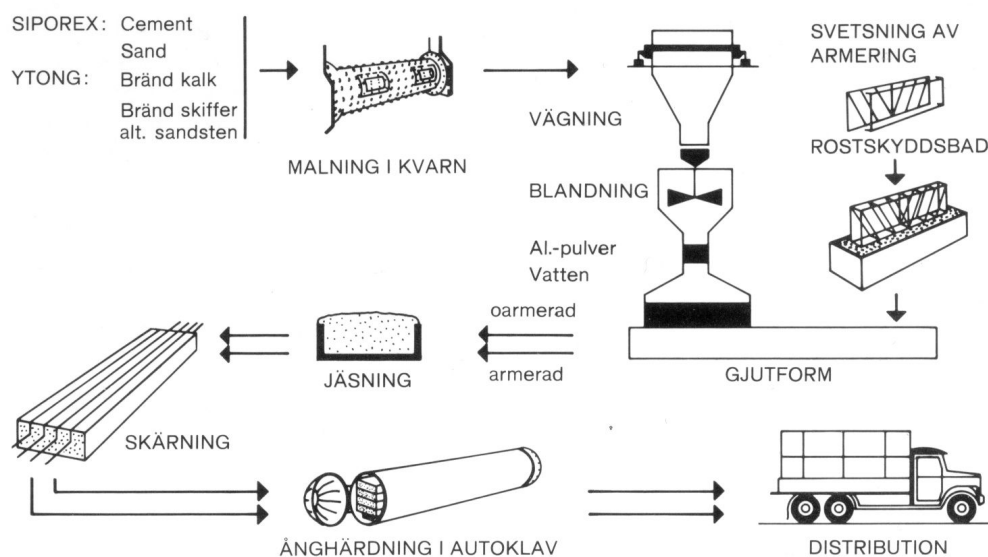 SIPOREX: Cement
Sand
YTONG: Bränd kalk
Bränd skiffer
alt. sandsten
MALNING I KVARN
VÄGNING
BLANDNING
Al.-pulver
Vatten
SVETSNING AV
ARMERING
ROSTSKYDDSBAD
GJUTFORM
oarmerad
armerad
JÄSNING
SKÄRNING
ÅNGHÄRDNING I AUTOKLAV
DISTRIBUTION